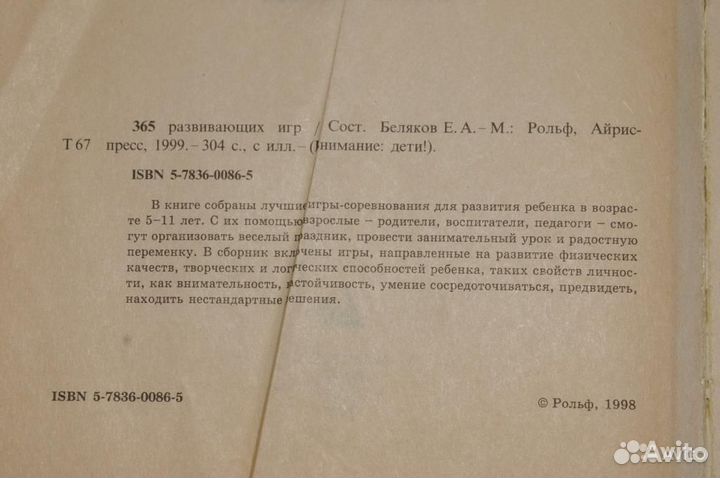 365 развивающих игр / Сост. Беляков Е. А. – М.: Рольф, Айрис-
Т 67 пресс, 1999. – 304 с., с илл. – (Внимание: дети!).
ISBN 5-7836-0086-5
В книге собраны лучшие игры-соревнования для развития ребенка в возрас-
те 5–11 лет. С их помощью взрослые – родители, воспитатели, педагоги – смо-
гут организовать веселый праздник, провести занимательный урок и радостную
переменку. В сборник включены игры, направленные на развитие физических
качеств, творческих и логических способностей ребенка, таких свойств личнос-
ти, как внимательность, настойчивость, умение сосредоточиваться, предвидеть,
находить нестандартные решения.
ISBN 5-7836-0086-5
© Рольф, 1998
Avito